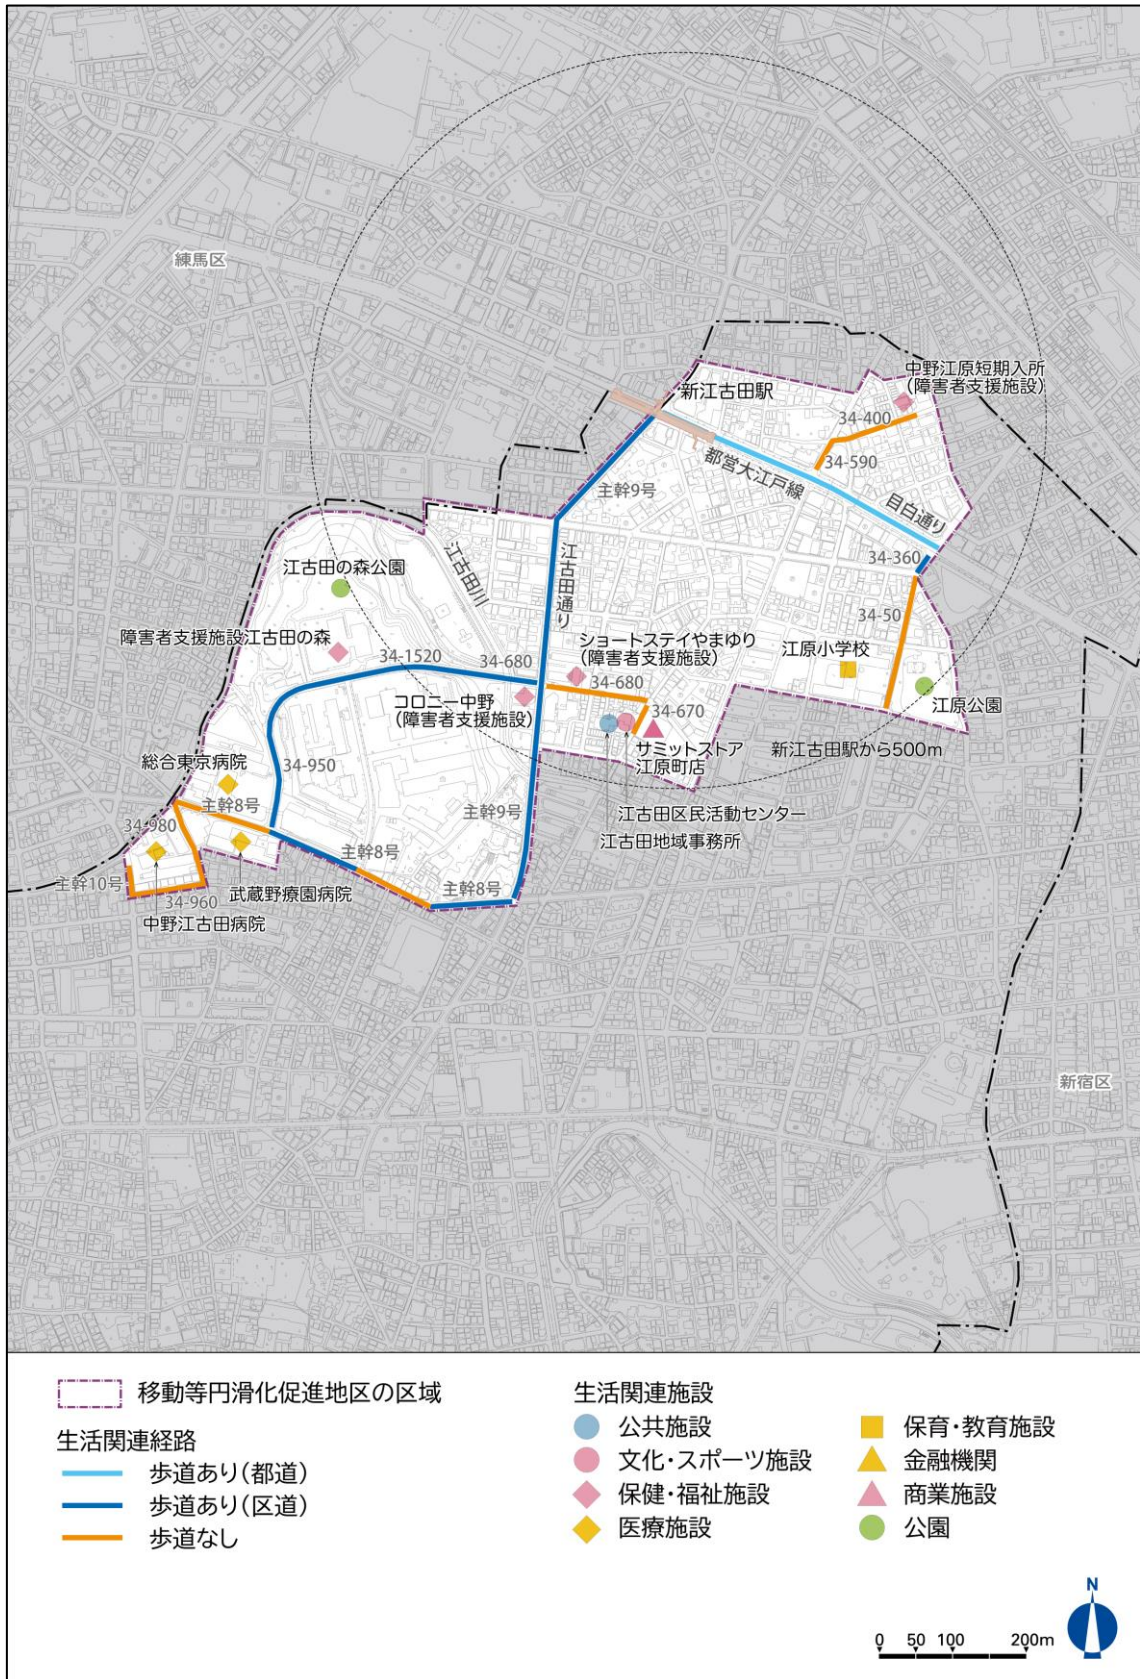 練馬区
中野江原短期入所
(障害者支援施設)
新江古田駅
34-400
34-590
都営大江戸線
主幹9号
目白通り
34-360
江古田川
江古田通り
34-50
江古田の森公園
障害者支援施設江古田の森
34-1520
34-680
ショートステイやまゆり
(障害者支援施設)
江原小学校
34-680
コロニー中野
(障害者支援施設)
34-670
江原公園
サミットストア
江原町店
新江古田駅から500m
総合東京病院
34-950
主幹8号
主幹9号
江古田区民活動センター
34-980
江古田地域事務所
主幹8号
主幹10号
34-960
武蔵野療園病院
主幹8号
中野江古田病院
新宿区
移動等円滑化促進地区の区域
生活関連経路
歩道あり(都道)
歩道あり(区道)
歩道なし
生活関連施設
公共施設
文化・スポーツ施設
保健・福祉施設
医療施設
保育・教育施設
金融機関
商業施設
公園
N
0 50 100 200m